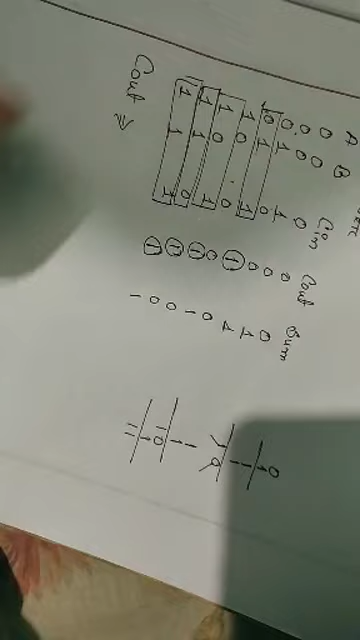 A B Cin Cout Sum
0 0 0 0 0
0 0 1 0 1
0 1 0 0 1
0 1 1 1 0
1 0 0 0 1
1 0 1 1 0
1 1 0 1 0
1 1 1 1 1
Cout ⇒